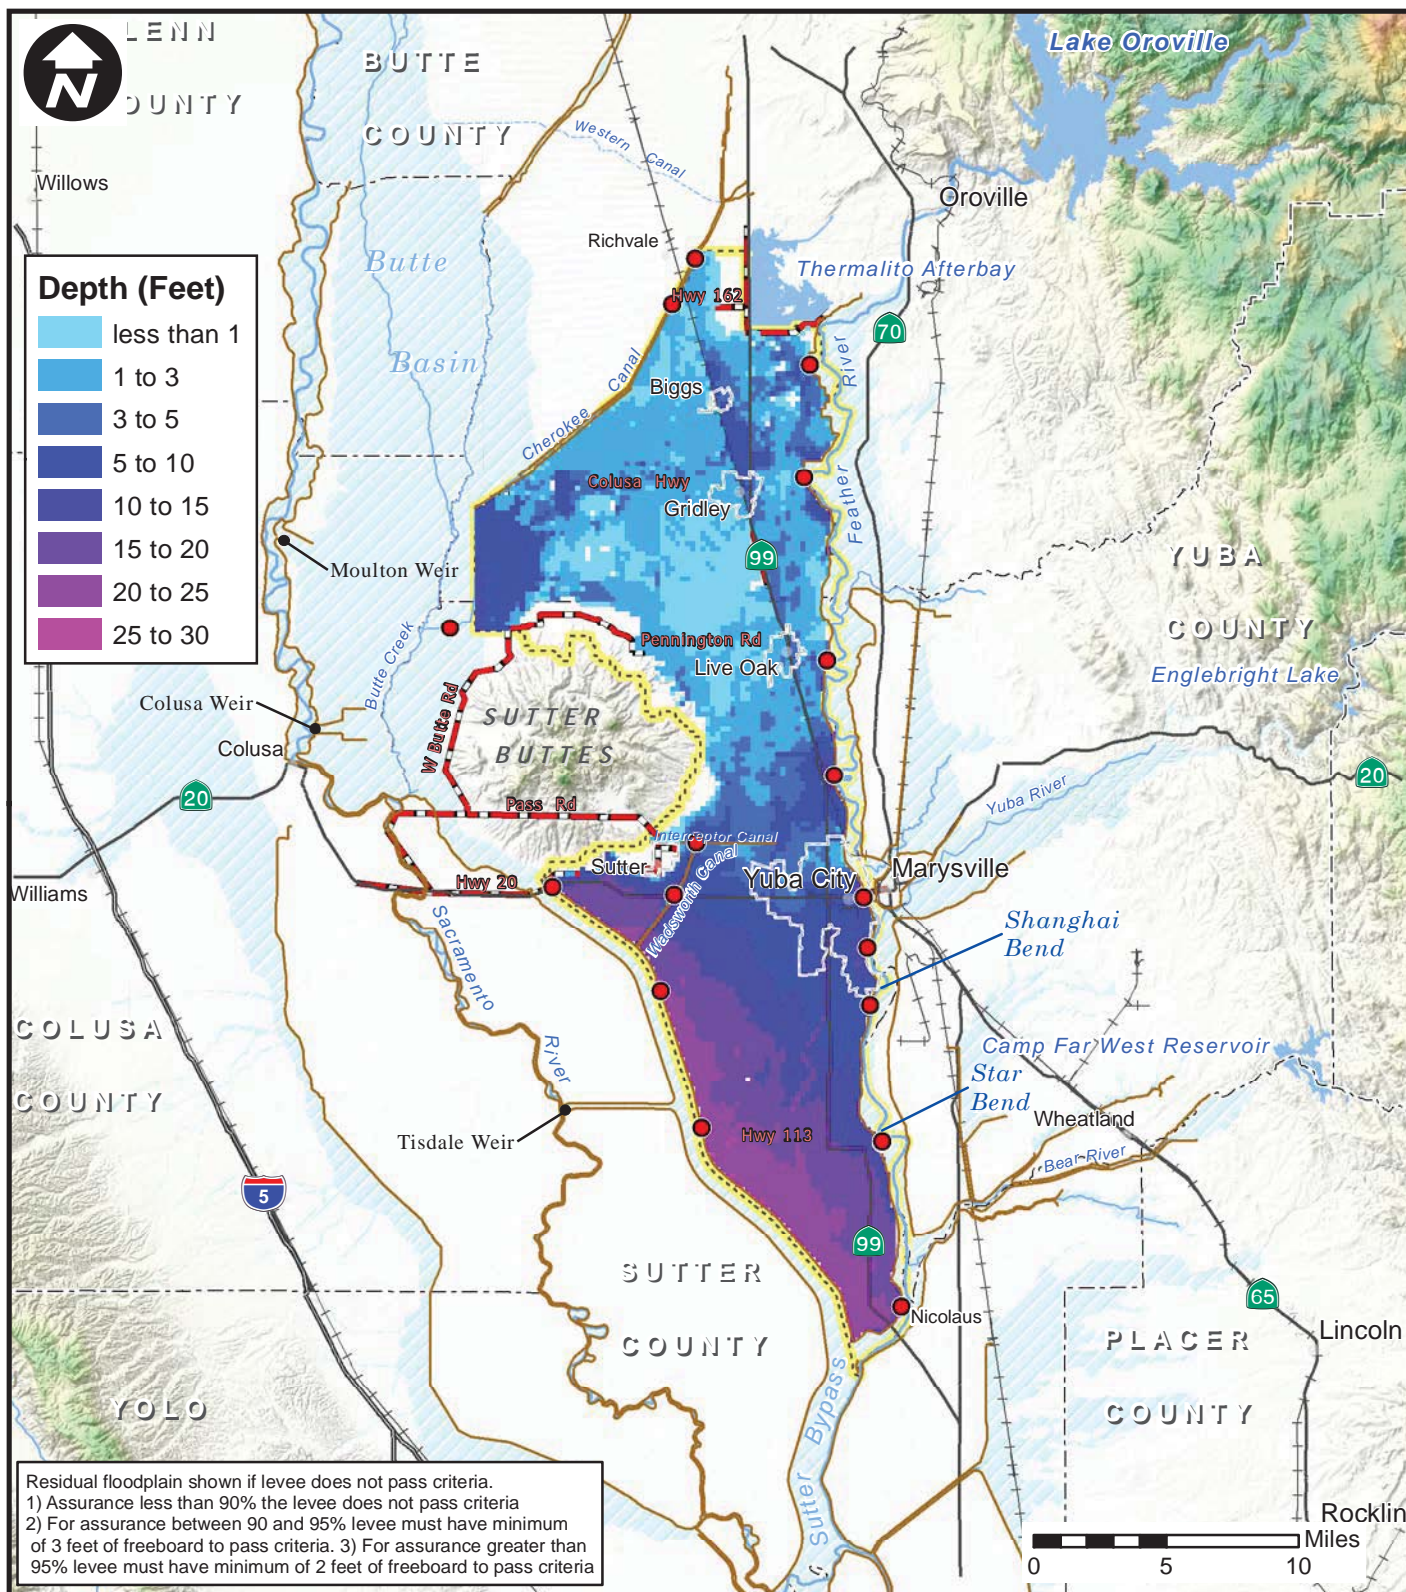 N
LENN
OUNTY
BUTTE
COUNTY
Lake Oroville
Western Canal
Willows
Oroville
Richvale
Butte
Basin
Thermalito Afterbay
Hwy 162
70
Depth (Feet)
less than 1
1 to 3
3 to 5
5 to 10
10 to 15
15 to 20
20 to 25
25 to 30
Cherokee Canal
Biggs
Feather River
Colusa Hwy
Gridley
99
YUBA
COUNTY
Moulton Weir
Butte Creek
Pennington Rd
Live Oak
Englebright Lake
Colusa Weir
Colusa
W Butte Rd
SUTTER
BUTTES
20
20
Pass Rd
Yuba River
Interceptor Canal
Wadsworth Canal
Sutter
Yuba City
Marysville
Williams
Hwy 20
Shanghai
Bend
Sacramento River
COLUSA
COUNTY
Camp Far West Reservoir
Star
Bend
Wheatland
Tisdale Weir
Hwy 113
Bear River
5
99
SUTTER
COUNTY
Nicolaus
65
Lincoln
PLACER
COUNTY
YOLO
Sutter Bypass
Residual floodplain shown if levee does not pass criteria.
1) Assurance less than 90% the levee does not pass criteria
2) For assurance between 90 and 95% levee must have minimum
of 3 feet of freeboard to pass criteria. 3) For assurance greater than
95% levee must have minimum of 2 feet of freeboard to pass criteria
Rocklin
Miles
0 5 10